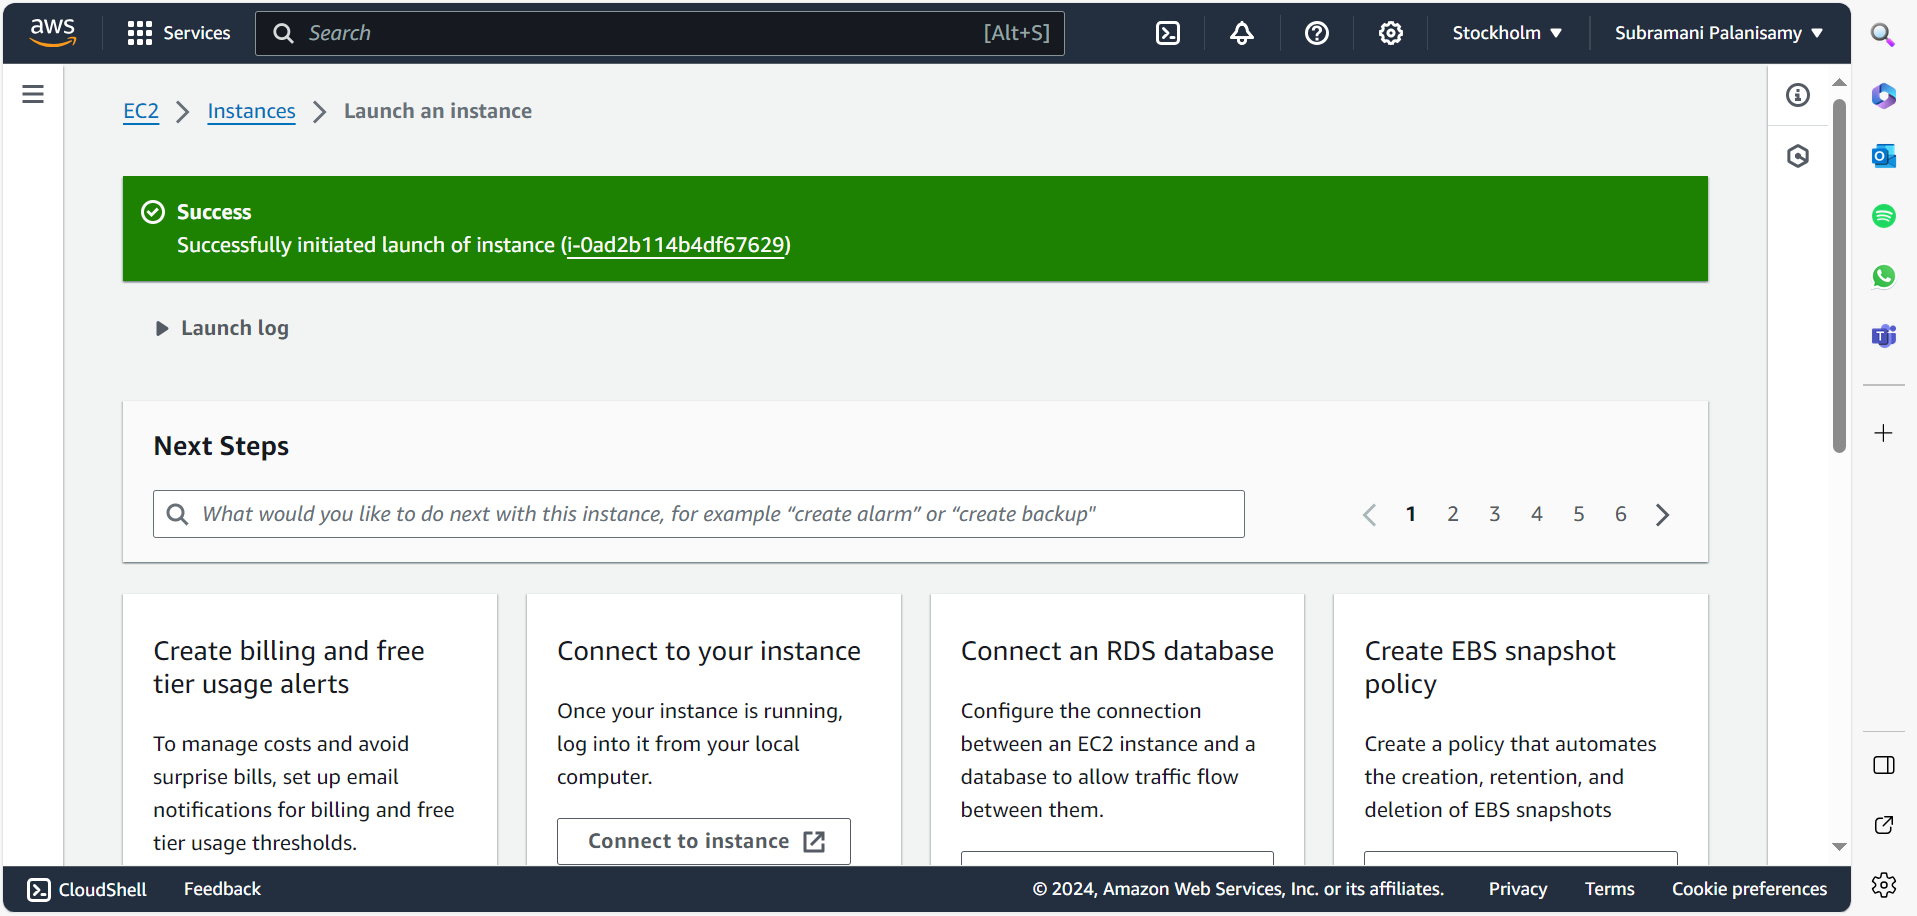 aws
Services
Search
[Alt+S]
Stockholm
Subramani Palanisamy
EC2
Instances
Launch an instance
Success
Successfully initiated launch of instance (i-0ad2b114b4df67629)
Launch log
Next Steps
What would you like to do next with this instance, for example “create alarm” or “create backup"
1 2 3 4 5 6
Create billing and free
tier usage alerts
To manage costs and avoid
surprise bills, set up email
notifications for billing and free
tier usage thresholds.
Connect to your instance
Once your instance is running,
log into it from your local
computer.
Connect to instance
Connect an RDS database
Configure the connection
between an EC2 instance and a
database to allow traffic flow
between them.
Create EBS snapshot
policy
Create a policy that automates
the creation, retention, and
deletion of EBS snapshots
CloudShell
Feedback
© 2024, Amazon Web Services, Inc. or its affiliates.
Privacy
Terms
Cookie preferences